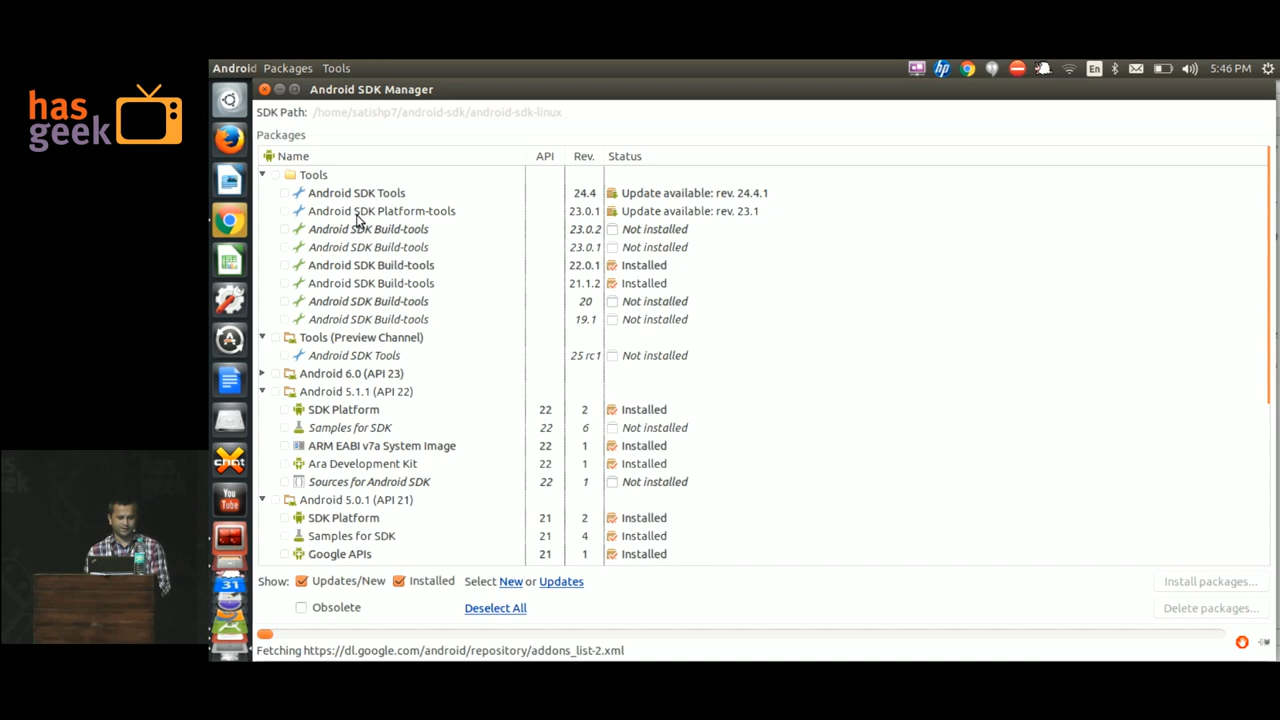 has
geek
Android Packages Tools
En
5:46 PM
Android SDK Manager
SDK Path: /home/satishp7/android-sdk/android-sdk-linux
Packages
Name API Rev. Status
Tools
Android SDK Tools 24.4 Update available: rev. 24.4.1
Android SDK Platform-tools 23.0.1 Update available: rev. 23.1
Android SDK Build-tools 23.0.2 Not installed
Android SDK Build-tools 23.0.1 Not installed
Android SDK Build-tools 22.0.1 Installed
Android SDK Build-tools 21.1.2 Installed
Android SDK Build-tools 20 Not installed
Android SDK Build-tools 19.1 Not installed
Tools (Preview Channel)
Android SDK Tools 25 rc1 Not installed
Android 6.0 (API 23)
Android 5.1.1 (API 22)
SDK Platform 22 2 Installed
Samples for SDK 22 6 Not installed
ARM EABI v7a System Image 22 1 Installed
Ara Development Kit 22 1 Installed
Sources for Android SDK 22 1 Not installed
Android 5.0.1 (API 21)
SDK Platform 21 2 Installed
Samples for SDK 21 4 Installed
Google APIs 21 1 Installed
Show: Updates/New Installed Select New or Updates Install packages...
Obsolete Deselect All Delete packages...
Fetching https://dl.google.com/android/repository/addons_list-2.xml
hp
You
Tube
31